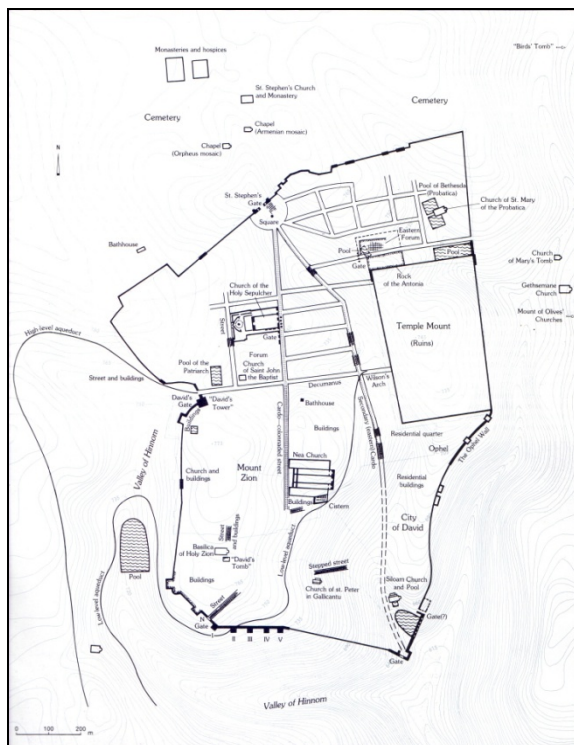 Monasteries and hospices
"Birds' Tomb"
St. Stephen's Church
and Monastery
Cemetery
Cemetery
Chapel
(Armenian mosaic)
Chapel
(Orpheus mosaic)
N
St. Stephen's
Gate
Square
Pool of Bethesda
(Probatica)
Church of St. Mary
of the Probatica.
Bathhouse
Eastern
Forum
Pool
Gate
Pool
Rock
of the Antonia
Church
of Mary's Tomb
Gethsemane
Church
Mount of Olives'
Churches
Church of the
Holy Sepulcher
Street
Gate
Temple Mount
(Ruins)
High level aqueduct
Forum
Pool of the
Patriarch
Church
of Saint John
the Baptist
Street and buildings
Decumanus
Wilson's
Arch
David's
Gate
"David's
Tower"
Buildings
Bathhouse
Cardo - colonnaded street
Buildings
Secondary (eastern) Cardo
Residential quarter
Ophel
The Ophel Wall
Valley of Hinnom
Church and
buildings
Mount
Zion
Nea Church
Residential
buildings
Buildings
Cistern
City
of David
Street
and buildings
Basilica
of Holy Zion
"David's
Tomb"
Low-level aqueduct
Stepped street
Pool
Low-level aqueduct
Buildings
Church of st. Peter
in Gallicantu
Siloam Church
and Pool
Street
N
Gate
I
II
III
IV
V
Gate(?)
Gate
Valley of Hinnom
0 100 200
m